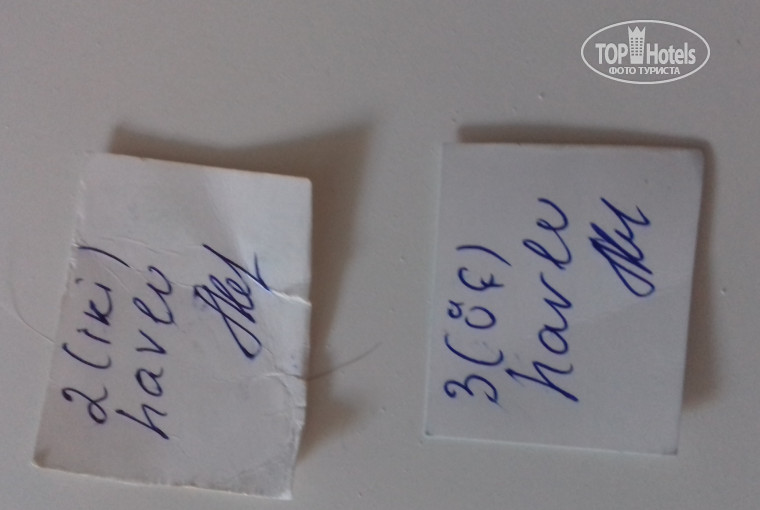 TOP Hotels
ФОТО ТУРИСТА
2 (iki)
havlu
3 (üç)
havlu